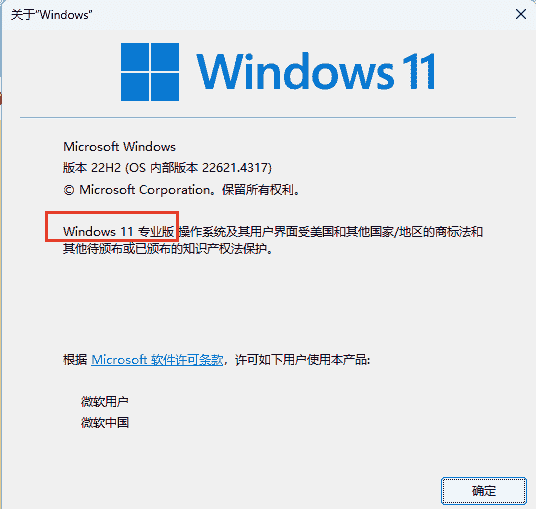 关于“Windows”
Windows 11
Microsoft Windows
版本 22H2 (OS 内部版本 22621.4317)
© Microsoft Corporation。保留所有权利。
Windows 11 专业版 操作系统及其用户界面受美国和其他国家/地区的商标法和
其他待颁布或已颁布的知识产权法保护。
根据 Microsoft 软件许可条款，许可如下用户使用本产品:
微软用户
微软中国
确定